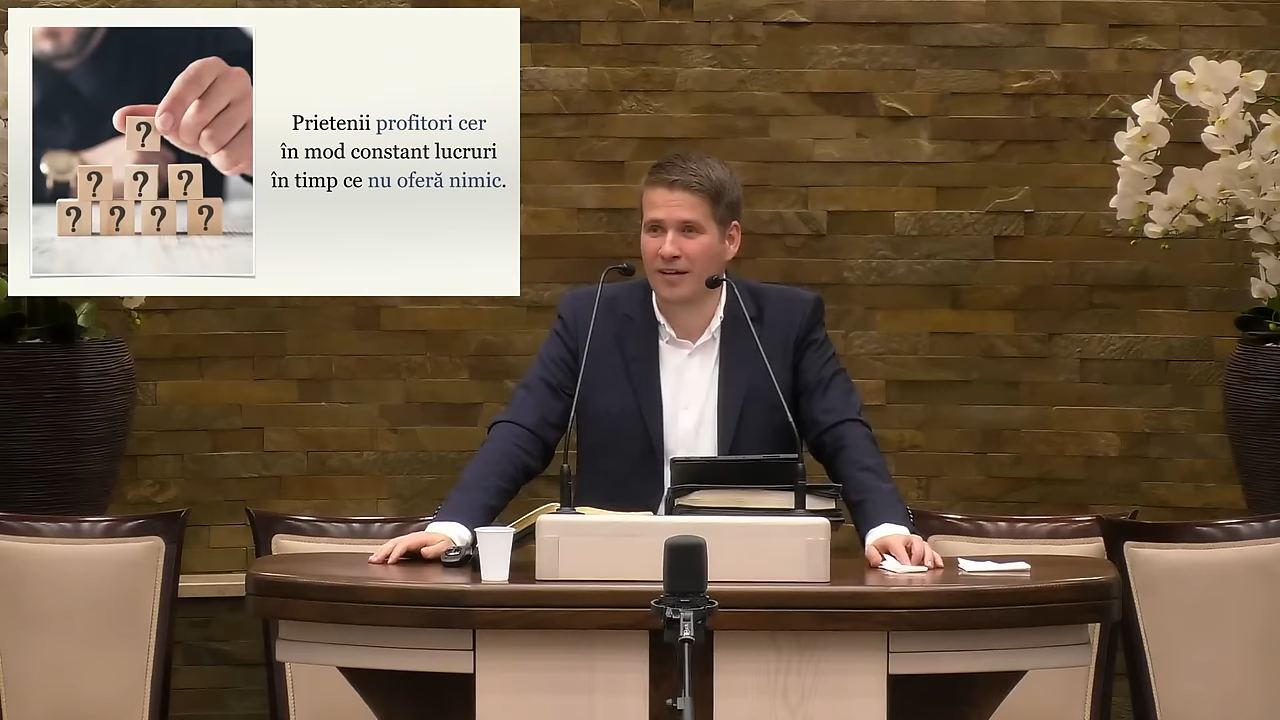 ?
? ? ?
? ? ? ?
Prietenii profitori cer
în mod constant lucruri
în timp ce nu oferă nimic.